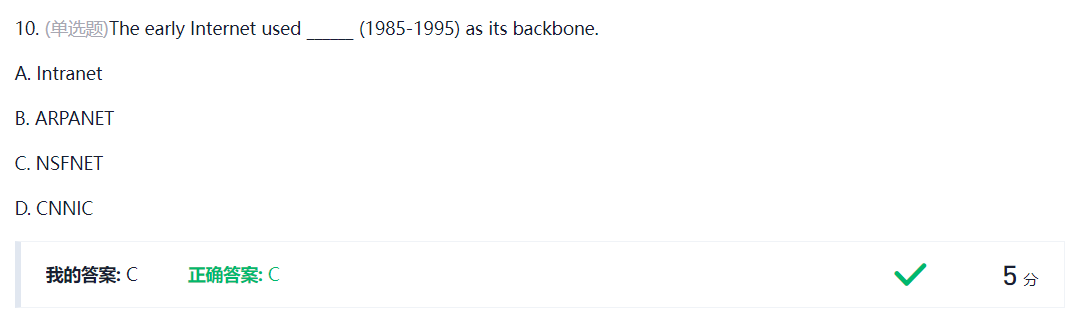 10. (单选题)The early Internet used _____ (1985-1995) as its backbone.
A. Intranet
B. ARPANET
C. NSFNET
D. CNNIC
我的答案: C 正确答案: C 5 分